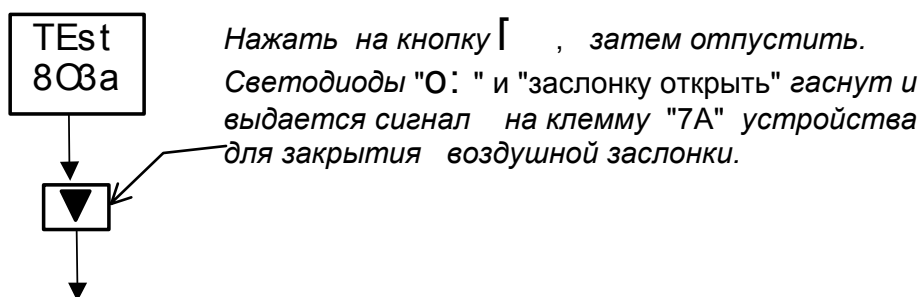 TEst
8O3a
Нажать на кнопку ⌈ , затем отпустить.
Светодиоды "o: " и "заслонку открыть" гаснут и
выдается сигнал на клемму "7А" устройства
для закрытия воздушной заслонки.